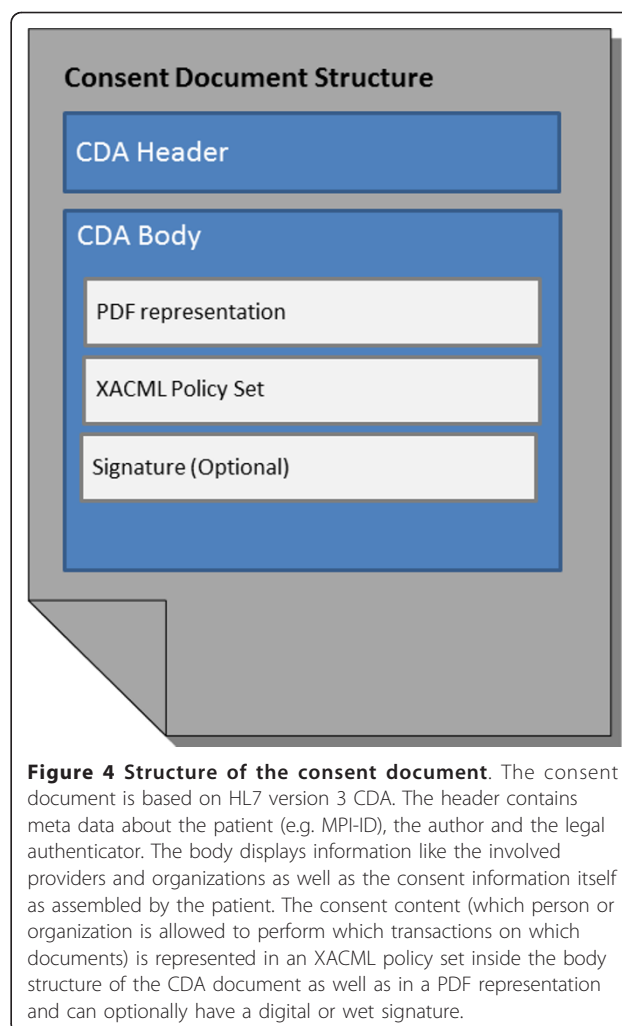 Consent Document Structure
CDA Header
CDA Body
PDF representation
XACML Policy Set
Signature (Optional)
Figure 4 Structure of the consent document. The consent
document is based on HL7 version 3 CDA. The header contains
meta data about the patient (e.g. MPI-ID), the author and the legal
authenticator. The body displays information like the involved
providers and organizations as well as the consent information itself
as assembled by the patient. The consent content (which person or
organization is allowed to perform which transactions on which
documents) is represented in an XACML policy set inside the body
structure of the CDA document as well as in a PDF representation
and can optionally have a digital or wet signature.